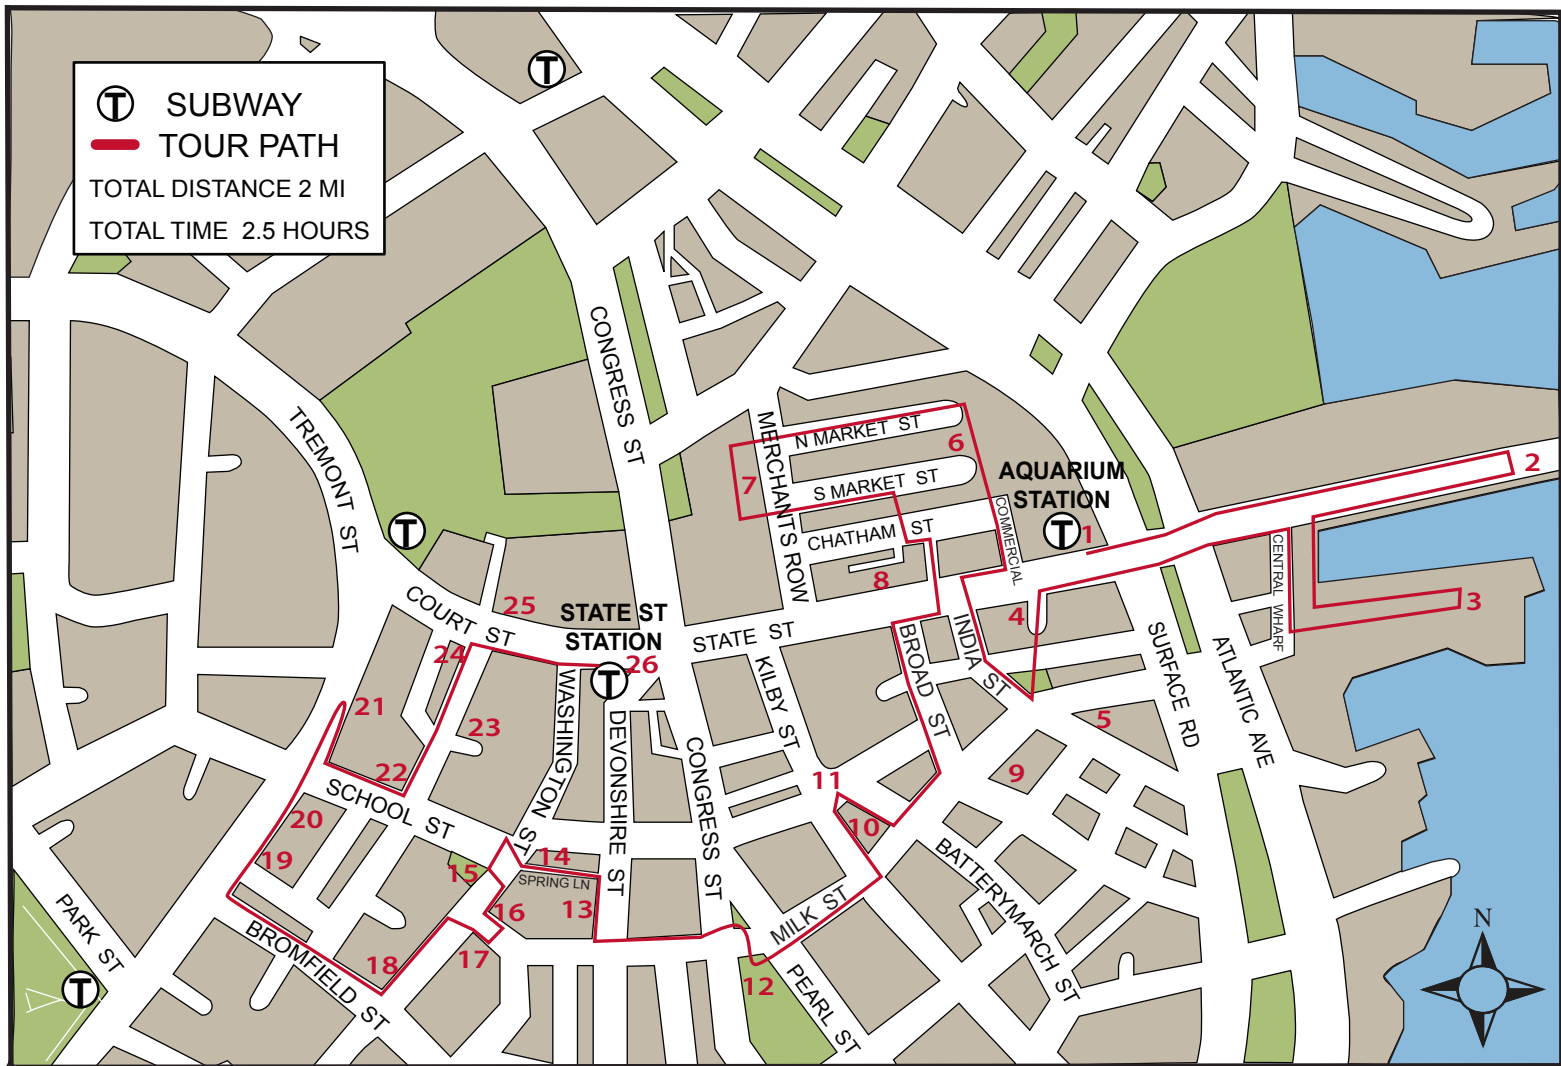 T
T SUBWAY
TOUR PATH
TOTAL DISTANCE 2 MI
TOTAL TIME 2.5 HOURS
CONGRESS ST
TREMONT ST
MERCHANTS ROW
N MARKET ST
6
S MARKET ST
7
AQUARIUM
STATION
T
1
2
COMMERCIAL
CHATHAM ST
8
CENTRAL WHARF
3
T
COURT ST
25
STATE ST
STATION
T
26
STATE ST
4
INDIA ST
BROAD ST
KILBY ST
5
SURFACE RD
ATLANTIC AVE
24
21
23
22
WASHINGTON ST
DEVONSHIRE ST
CONGRESS ST
11
9
10
SCHOOL ST
20
19
14
15
SPRING LN
16
13
17
18
BROMFIELD ST
PARK ST
T
MILK ST
12
PEARL ST
BATTERYMARCH ST
N